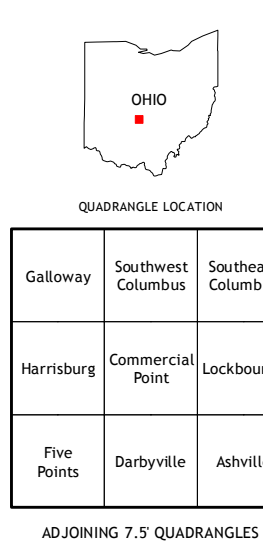 OHIO
QUADRANGLE LOCATION
Galloway
Southwest
Columbus
Harrisburg
Commercial
Point
Five
Points
Darbyville
ADJOINING 7.5' QUADRANGLES